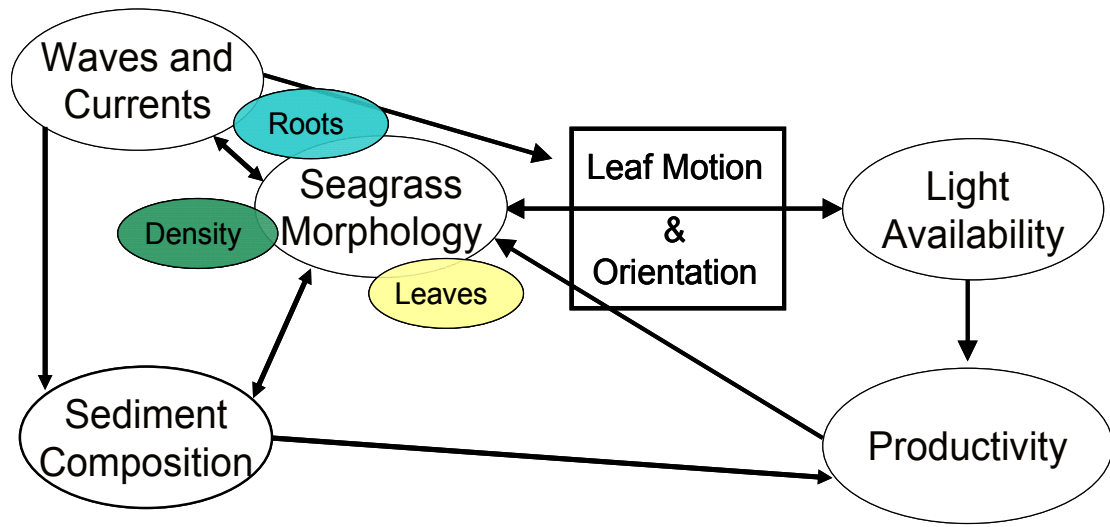 Waves and
Currents
Roots
Seagrass
Morphology
Density
Leaves
Leaf Motion
&
Orientation
Light
Availability
Sediment
Composition
Productivity